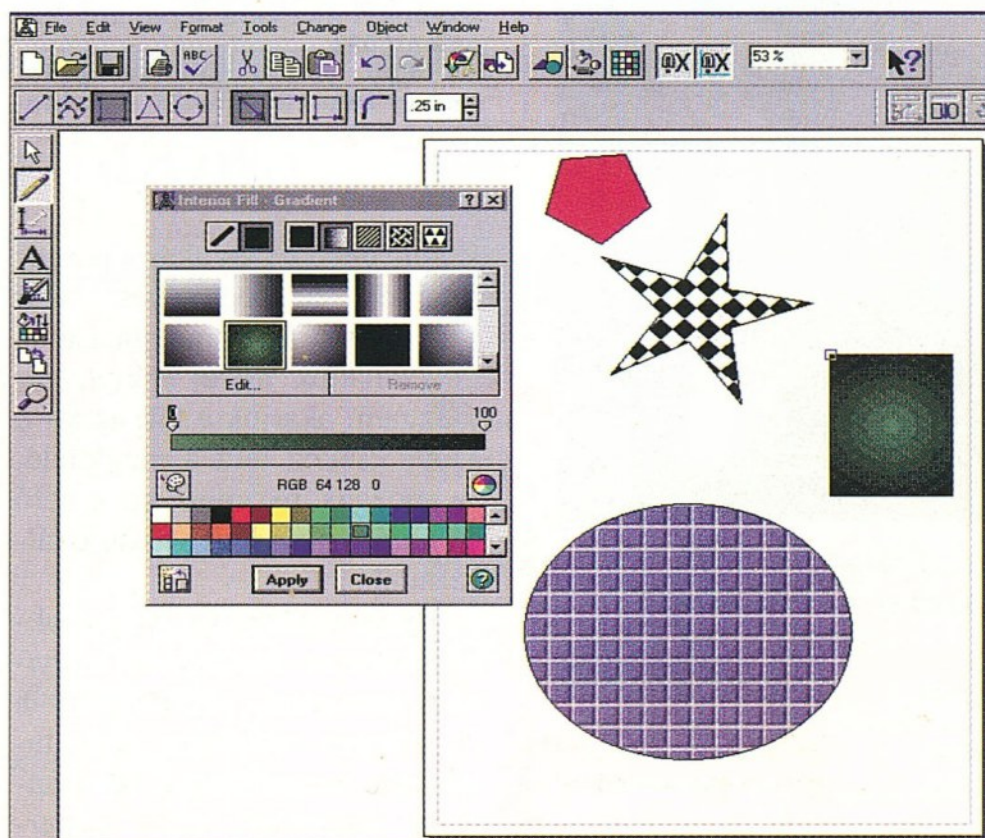 File Edit View Format Tools Change Object Window Help
ABC
53 %
.25 in
A
Interior Fill - Gradient
Edit... Remove
0 100
RGB 64 128 0
Apply Close